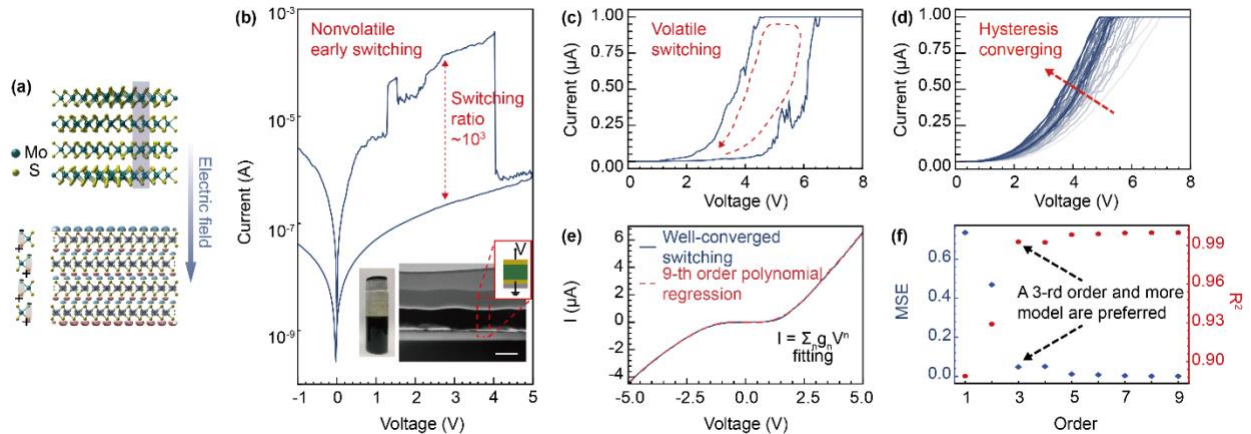 (a)
Mo
S
Electric field
(b)
Nonvolatile
early switching
Switching
ratio
~10³
V
Current (A)
10⁻³
10⁻⁵
10⁻⁷
10⁻⁹
-1 0 1 2 3 4 5
Voltage (V)
(c)
Volatile
switching
Current (μA)
1.00
0.75
0.50
0.25
0.00
0 2 4 6 8
Voltage (V)
(d)
Hysteresis
converging
Current (μA)
1.00
0.75
0.50
0.25
0.00
0 2 4 6 8
Voltage (V)
(e)
Well-converged
switching
9-th order polynomial
regression
I = ΣₙgₙVⁿ
fitting
I (μA)
6
4
2
0
-2
-4
-5.0 -2.5 0.0 2.5 5.0
Voltage (V)
(f)
A 3-rd order and more
model are preferred
MSE
0.6
0.4
0.2
0.0
R²
0.99
0.96
0.93
0.90
1 3 5 7 9
Order